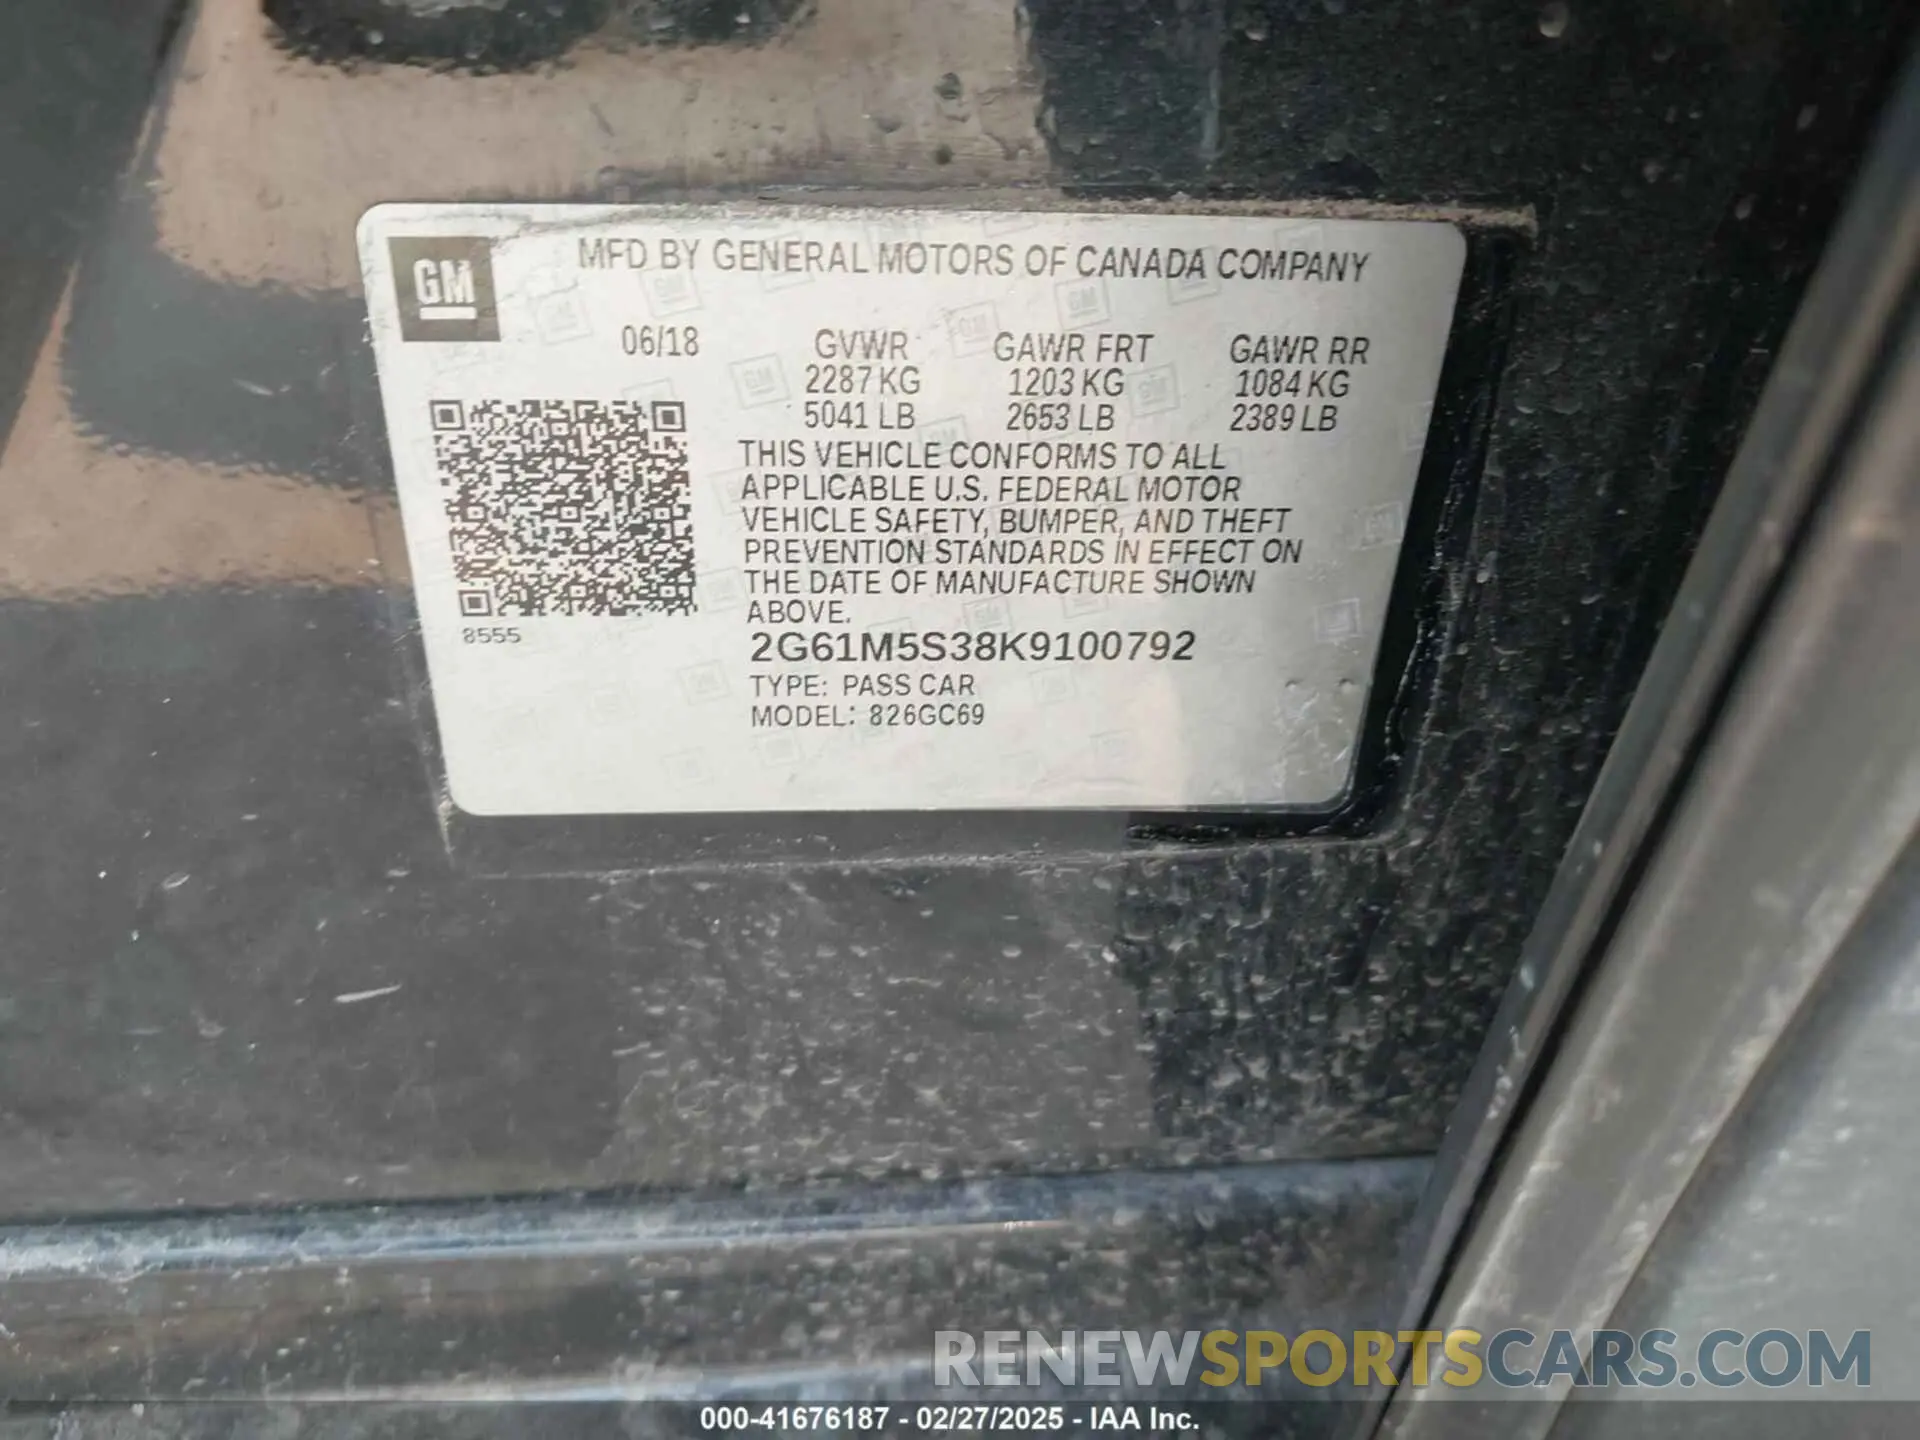 GM
MFD BY GENERAL MOTORS OF CANADA COMPANY
06/18 GVWR GAWR FRT GAWR RR
2287 KG 1203 KG 1084 KG
5041 LB 2653 LB 2389 LB
THIS VEHICLE CONFORMS TO ALL
APPLICABLE U.S. FEDERAL MOTOR
VEHICLE SAFETY, BUMPER, AND THEFT
PREVENTION STANDARDS IN EFFECT ON
THE DATE OF MANUFACTURE SHOWN
ABOVE.
8555
2G61M5S38K9100792
TYPE: PASS CAR
MODEL: 826GC69
RENEWSPORTSCARS.COM
000-41676187 - 02/27/2025 - IAA Inc.